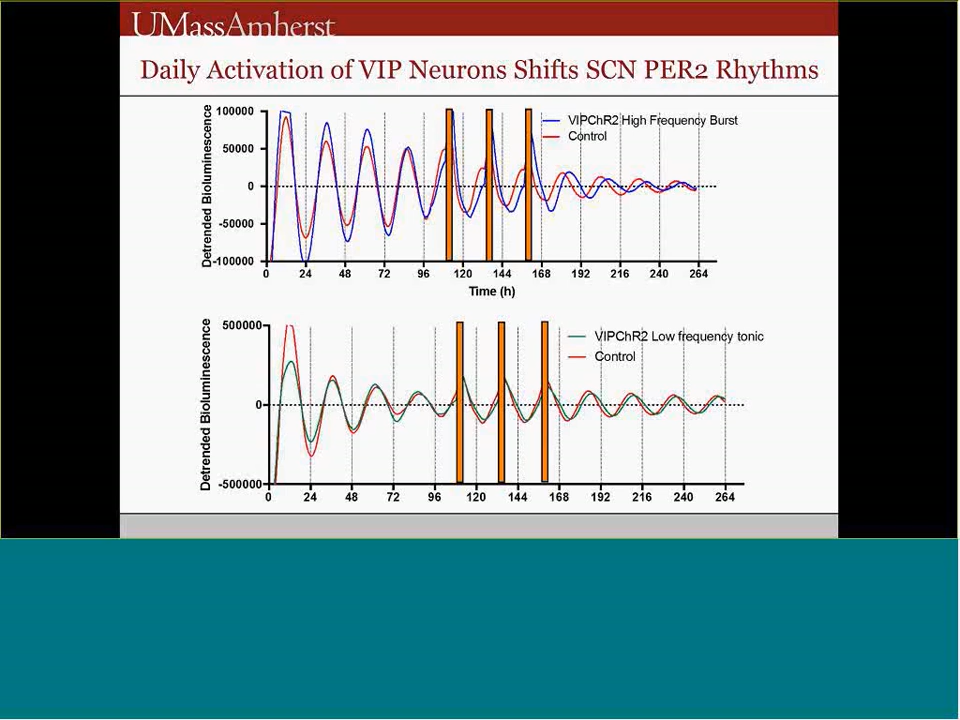 UMassAmherst
Daily Activation of VIP Neurons Shifts SCN PER2 Rhythms
Detrended Bioluminescence
100000
50000
0
-50000
-100000
VIPChR2 High Frequency Burst
Control
0 24 48 72 96 120 144 168 192 216 240 264
Time (h)
Detrended Bioluminescence
500000
0
-500000
VIPChR2 Low frequency tonic
Control
0 24 48 72 96 120 144 168 192 216 240 264